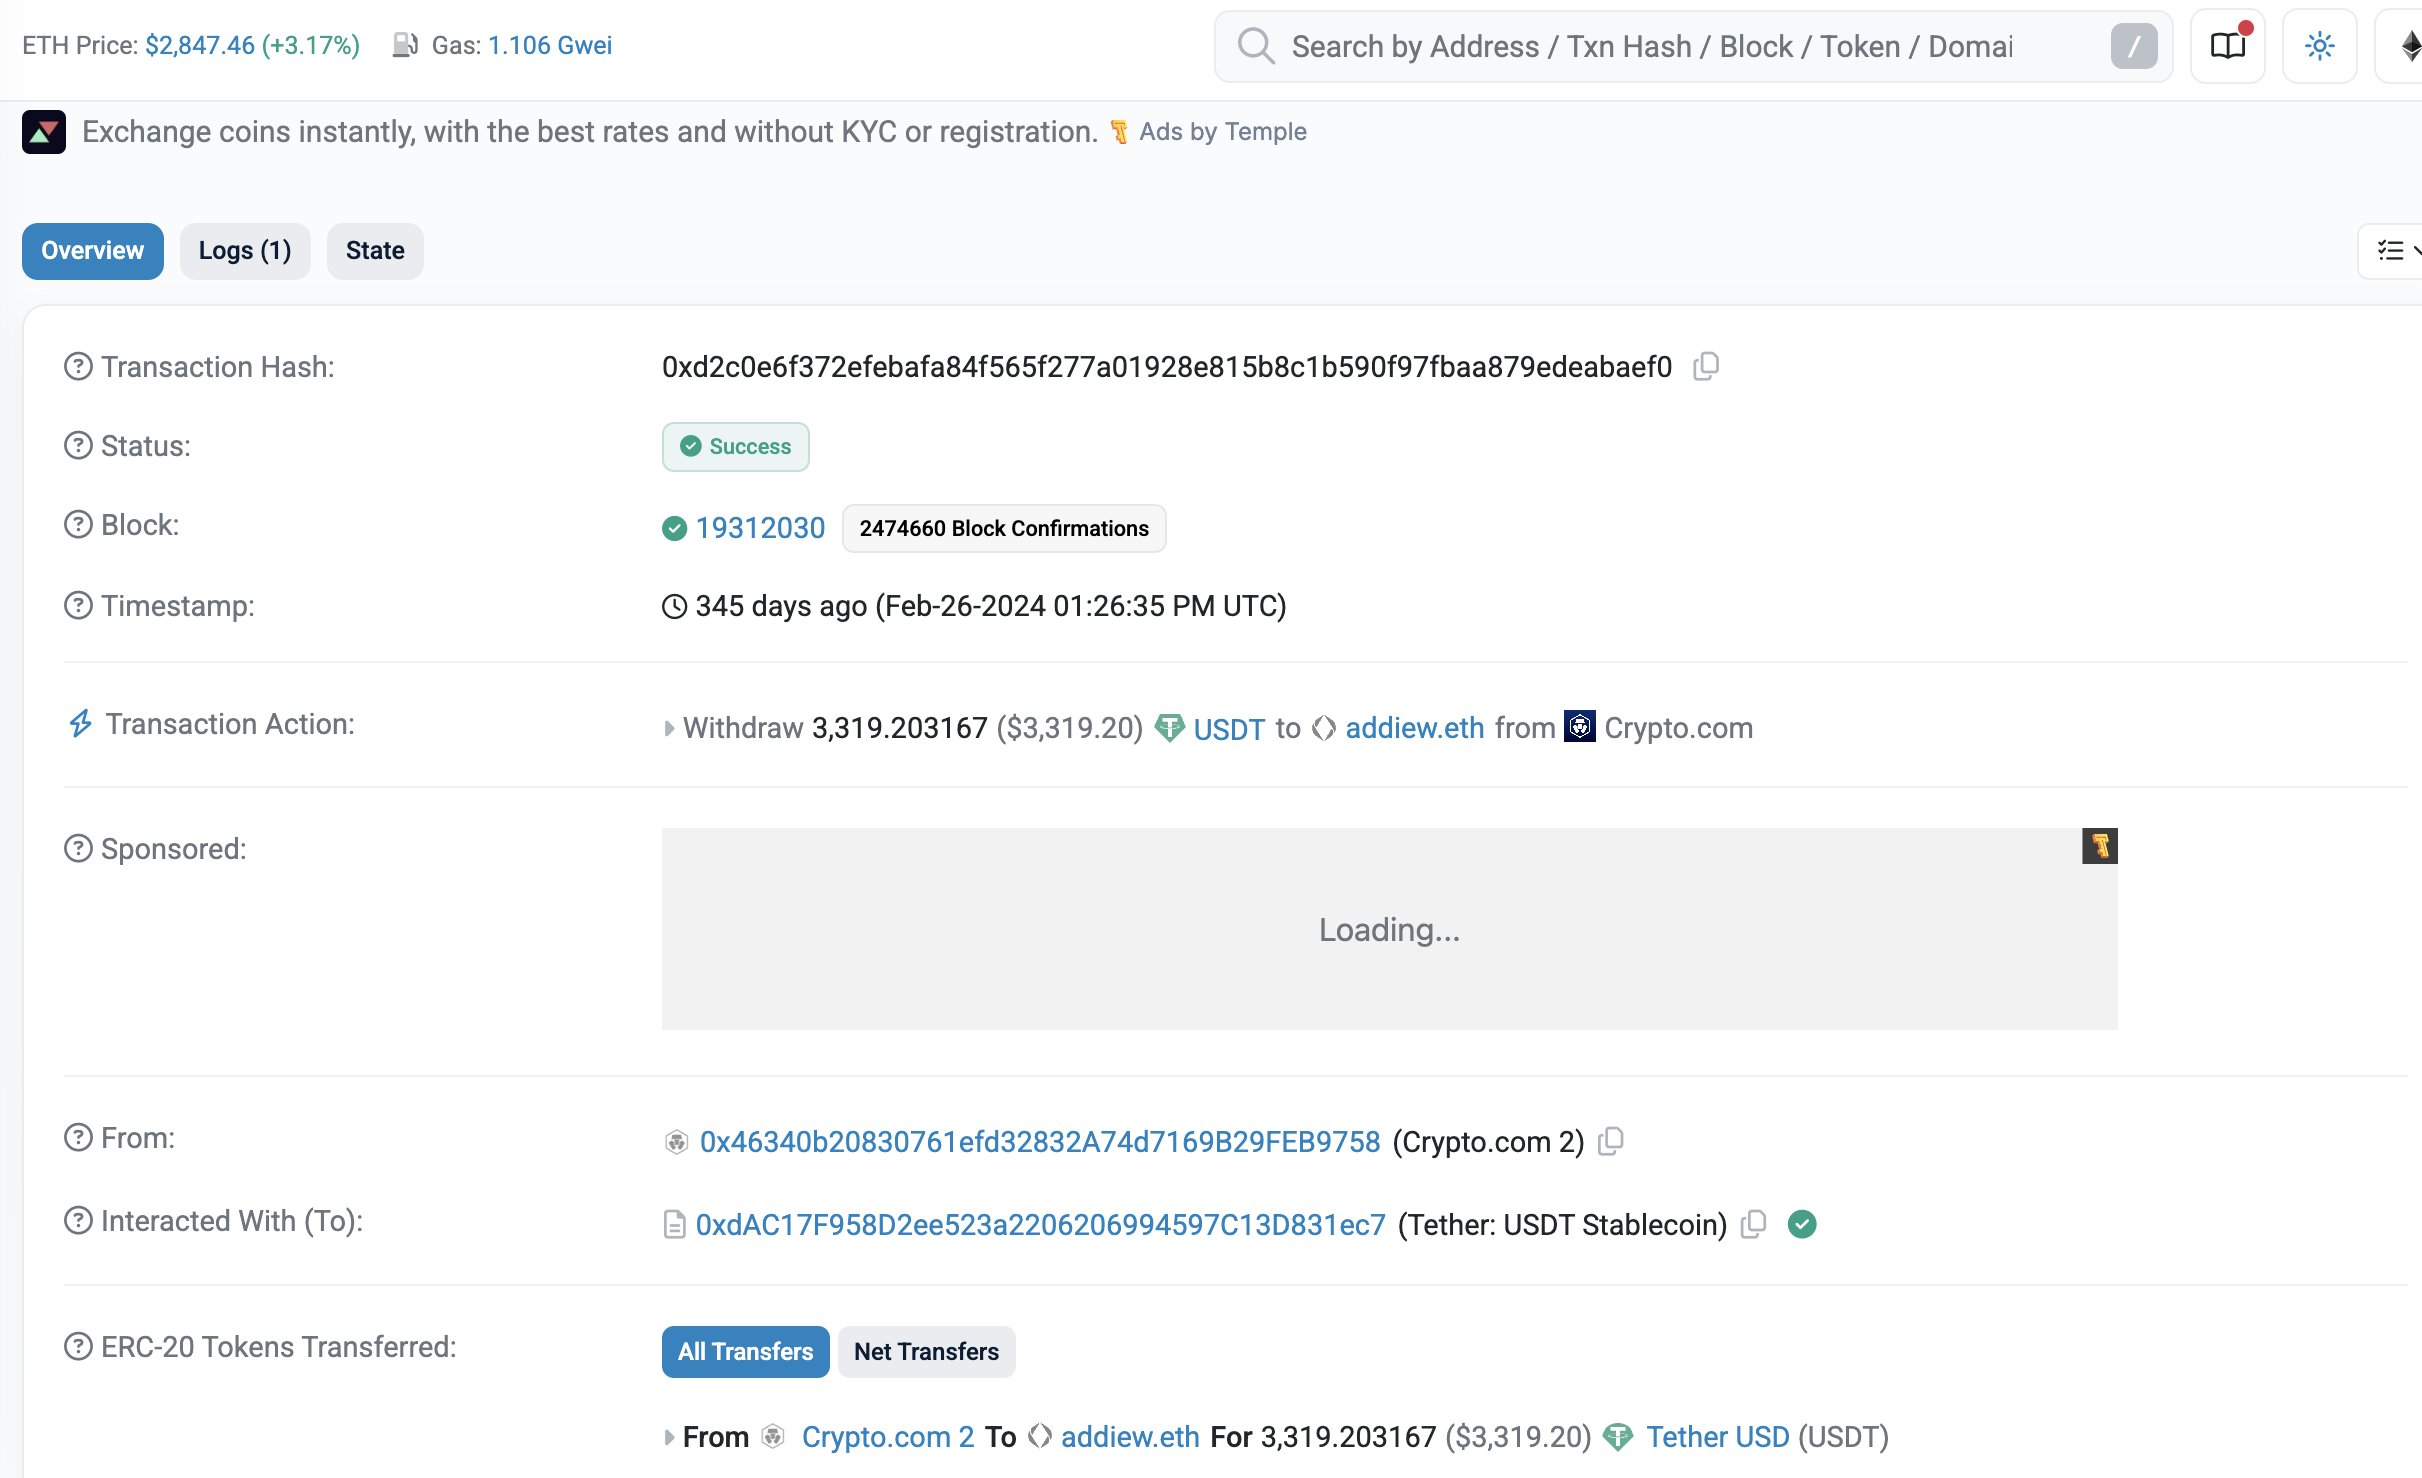 ETH Price: $2,847.46 (+3.17%) Gas: 1.106 Gwei
Search by Address / Txn Hash / Block / Token / Domai /
Exchange coins instantly, with the best rates and without KYC or registration. Ads by Temple
Overview Logs (1) State
Transaction Hash: 0xd2c0e6f372efebafa84f565f277a01928e815b8c1b590f97fbaa879edeabaef0
Status: Success
Block: 19312030 2474660 Block Confirmations
Timestamp: 345 days ago (Feb-26-2024 01:26:35 PM UTC)
Transaction Action: Withdraw 3,319.203167 ($3,319.20) USDT to addiew.eth from Crypto.com
Sponsored:
Loading...
From: 0x46340b20830761efd32832A74d7169B29FEB9758 (Crypto.com 2)
Interacted With (To): 0xdAC17F958D2ee523a2206206994597C13D831ec7 (Tether: USDT Stablecoin)
ERC-20 Tokens Transferred: All Transfers Net Transfers
From Crypto.com 2 To addiew.eth For 3,319.203167 ($3,319.20) Tether USD (USDT)